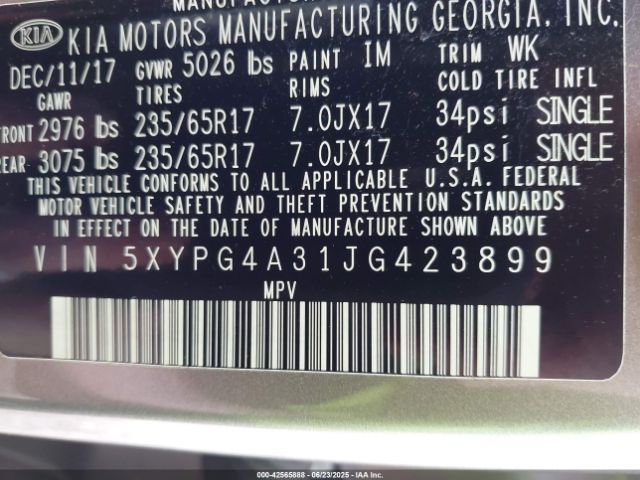 KIA KIA MOTORS MANUFACTURING GEORGIA, INC.
DEC/11/17 GVWR 5026 lbs PAINT IM TRIM WK
GAWR TIRES RIMS COLD TIRE INFL
FRONT 2976 lbs 235/65R17 7.0JX17 34psi SINGLE
REAR 3075 lbs 235/65R17 7.0JX17 34psi SINGLE
THIS VEHICLE CONFORMS TO ALL APPLICABLE U.S.A. FEDERAL
MOTOR VEHICLE SAFETY AND THEFT PREVENTION STANDARDS
IN EFFECT ON THE DATE OF MANUFACTURE SHOWN ABOVE
VIN 5XYPG4A31JG423899
MPV
000-42565888 - 06/23/2025 - IAAI.COM